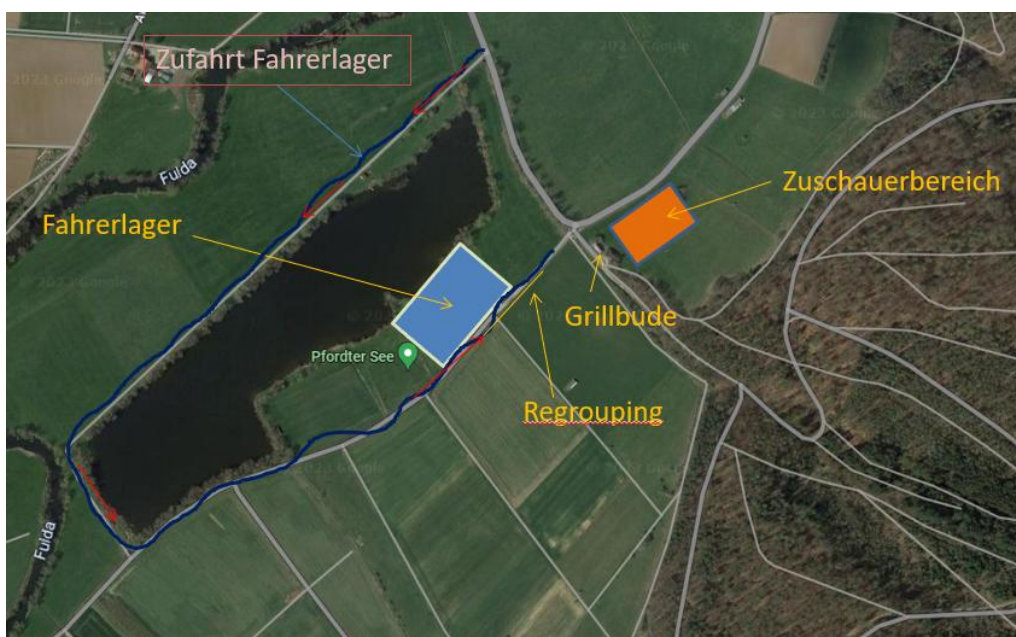 Zufahrt Fahrerlager
Fulda
Zuschauerbereich
Fahrerlager
Grillbude
Pfordter See
Regrouping
Fulda